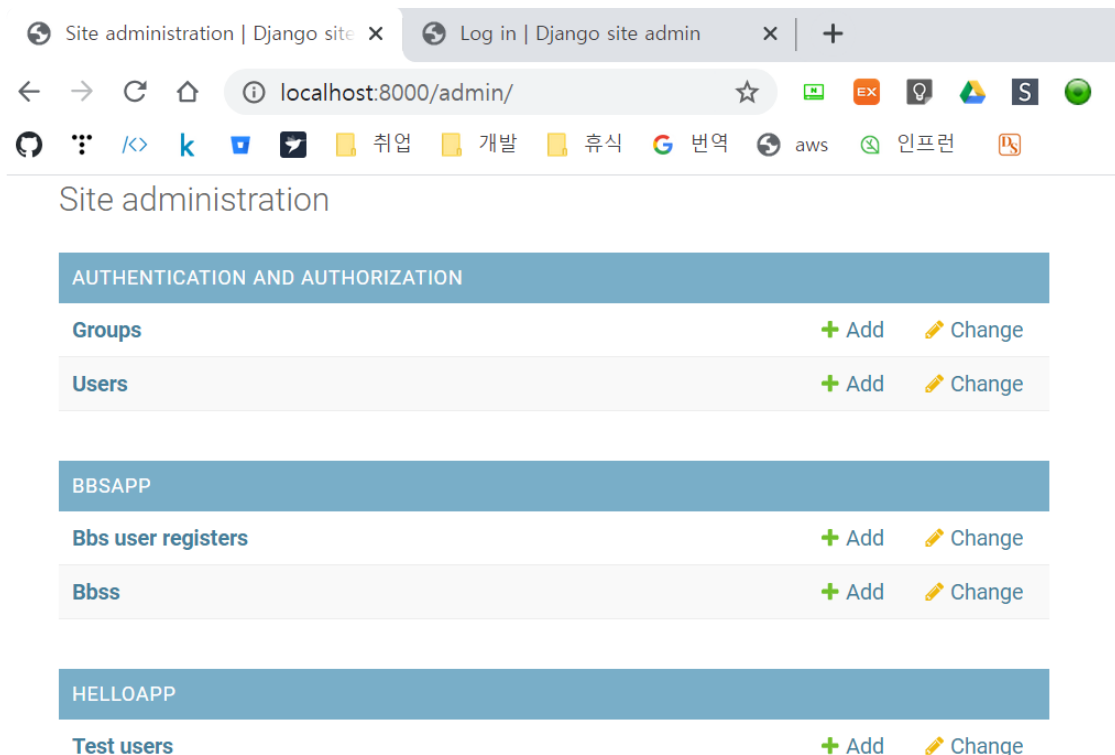 Site administration | Django site
Log in | Django site admin
localhost:8000/admin/
N EX S
/<> k 취업 개발 휴식 G 번역 aws 인프런 DS
Site administration
AUTHENTICATION AND AUTHORIZATION
Groups Add Change
Users Add Change
BBSAPP
Bbs user registers Add Change
Bbss Add Change
HELLOAPP
Test users Add Change